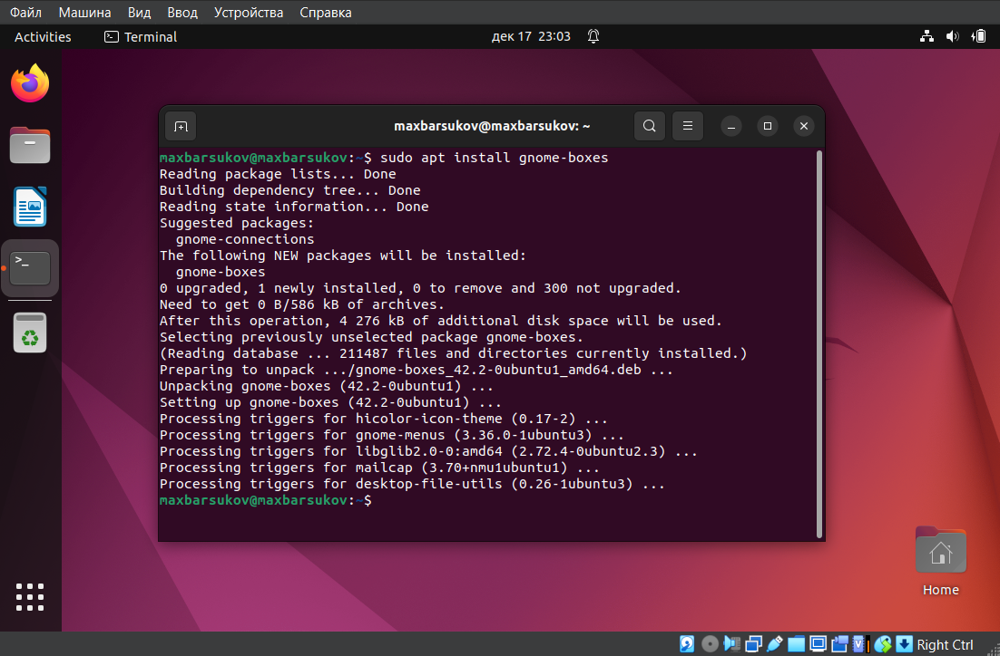 Файл Машина Вид Ввод Устройства Справка
Activities Terminal дек 17 23:03
maxbarsukov@maxbarsukov: ~
maxbarsukov@maxbarsukov:~$ sudo apt install gnome-boxes
Reading package lists... Done
Building dependency tree... Done
Reading state information... Done
Suggested packages:
  gnome-connections
The following NEW packages will be installed:
  gnome-boxes
0 upgraded, 1 newly installed, 0 to remove and 300 not upgraded.
Need to get 0 B/586 kB of archives.
After this operation, 4 276 kB of additional disk space will be used.
Selecting previously unselected package gnome-boxes.
(Reading database ... 211487 files and directories currently installed.)
Preparing to unpack .../gnome-boxes_42.2-0ubuntu1_amd64.deb ...
Unpacking gnome-boxes (42.2-0ubuntu1) ...
Setting up gnome-boxes (42.2-0ubuntu1) ...
Processing triggers for hicolor-icon-theme (0.17-2) ...
Processing triggers for gnome-menus (3.36.0-1ubuntu3) ...
Processing triggers for libglib2.0-0:amd64 (2.72.4-0ubuntu2.3) ...
Processing triggers for mailcap (3.70+nmu1ubuntu1) ...
Processing triggers for desktop-file-utils (0.26-1ubuntu3) ...
maxbarsukov@maxbarsukov:~$
Home
Right Ctrl